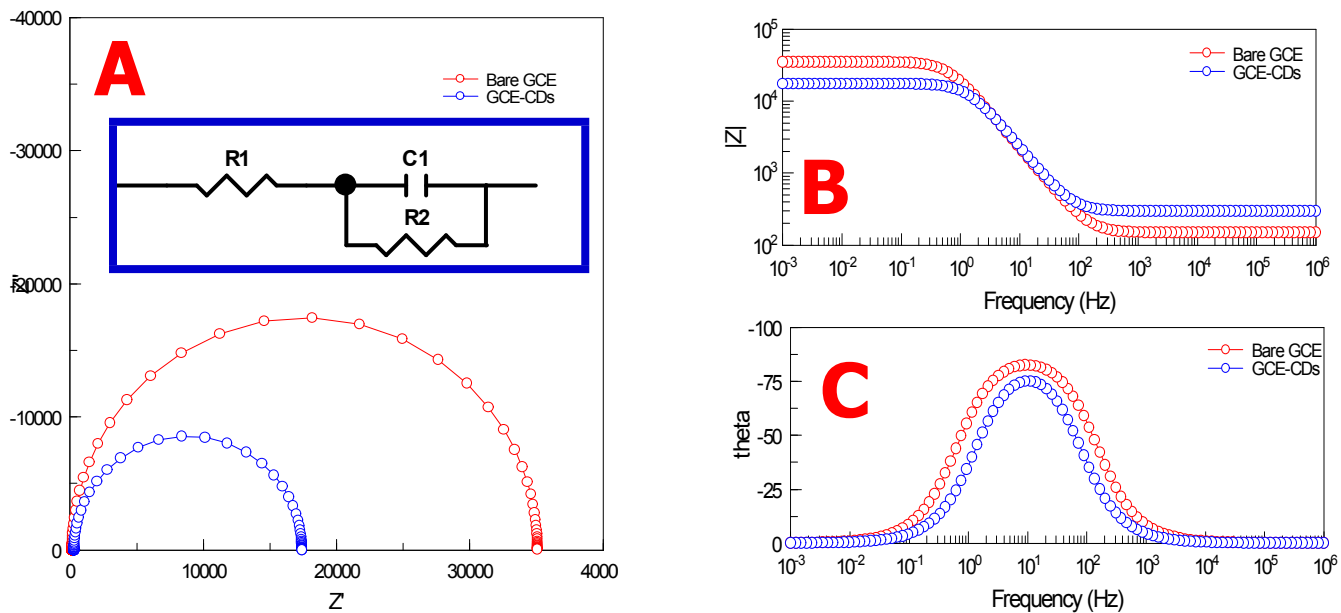 A
-40000
-30000
-20000
-10000
0
Z''
0 10000 20000 30000 4000
Z'
Bare GCE
GCE-CDs
R1
C1
R2
B
10⁵
10⁴
10³
10²
|Z|
Bare GCE
GCE-CDs
10⁻³ 10⁻² 10⁻¹ 10⁰ 10¹ 10² 10³ 10⁴ 10⁵ 10⁶
Frequency (Hz)
C
-100
-75
-50
-25
0
theta
Bare GCE
GCE-CDs
10⁻³ 10⁻² 10⁻¹ 10⁰ 10¹ 10² 10³ 10⁴ 10⁵ 10⁶
Frequency (Hz)